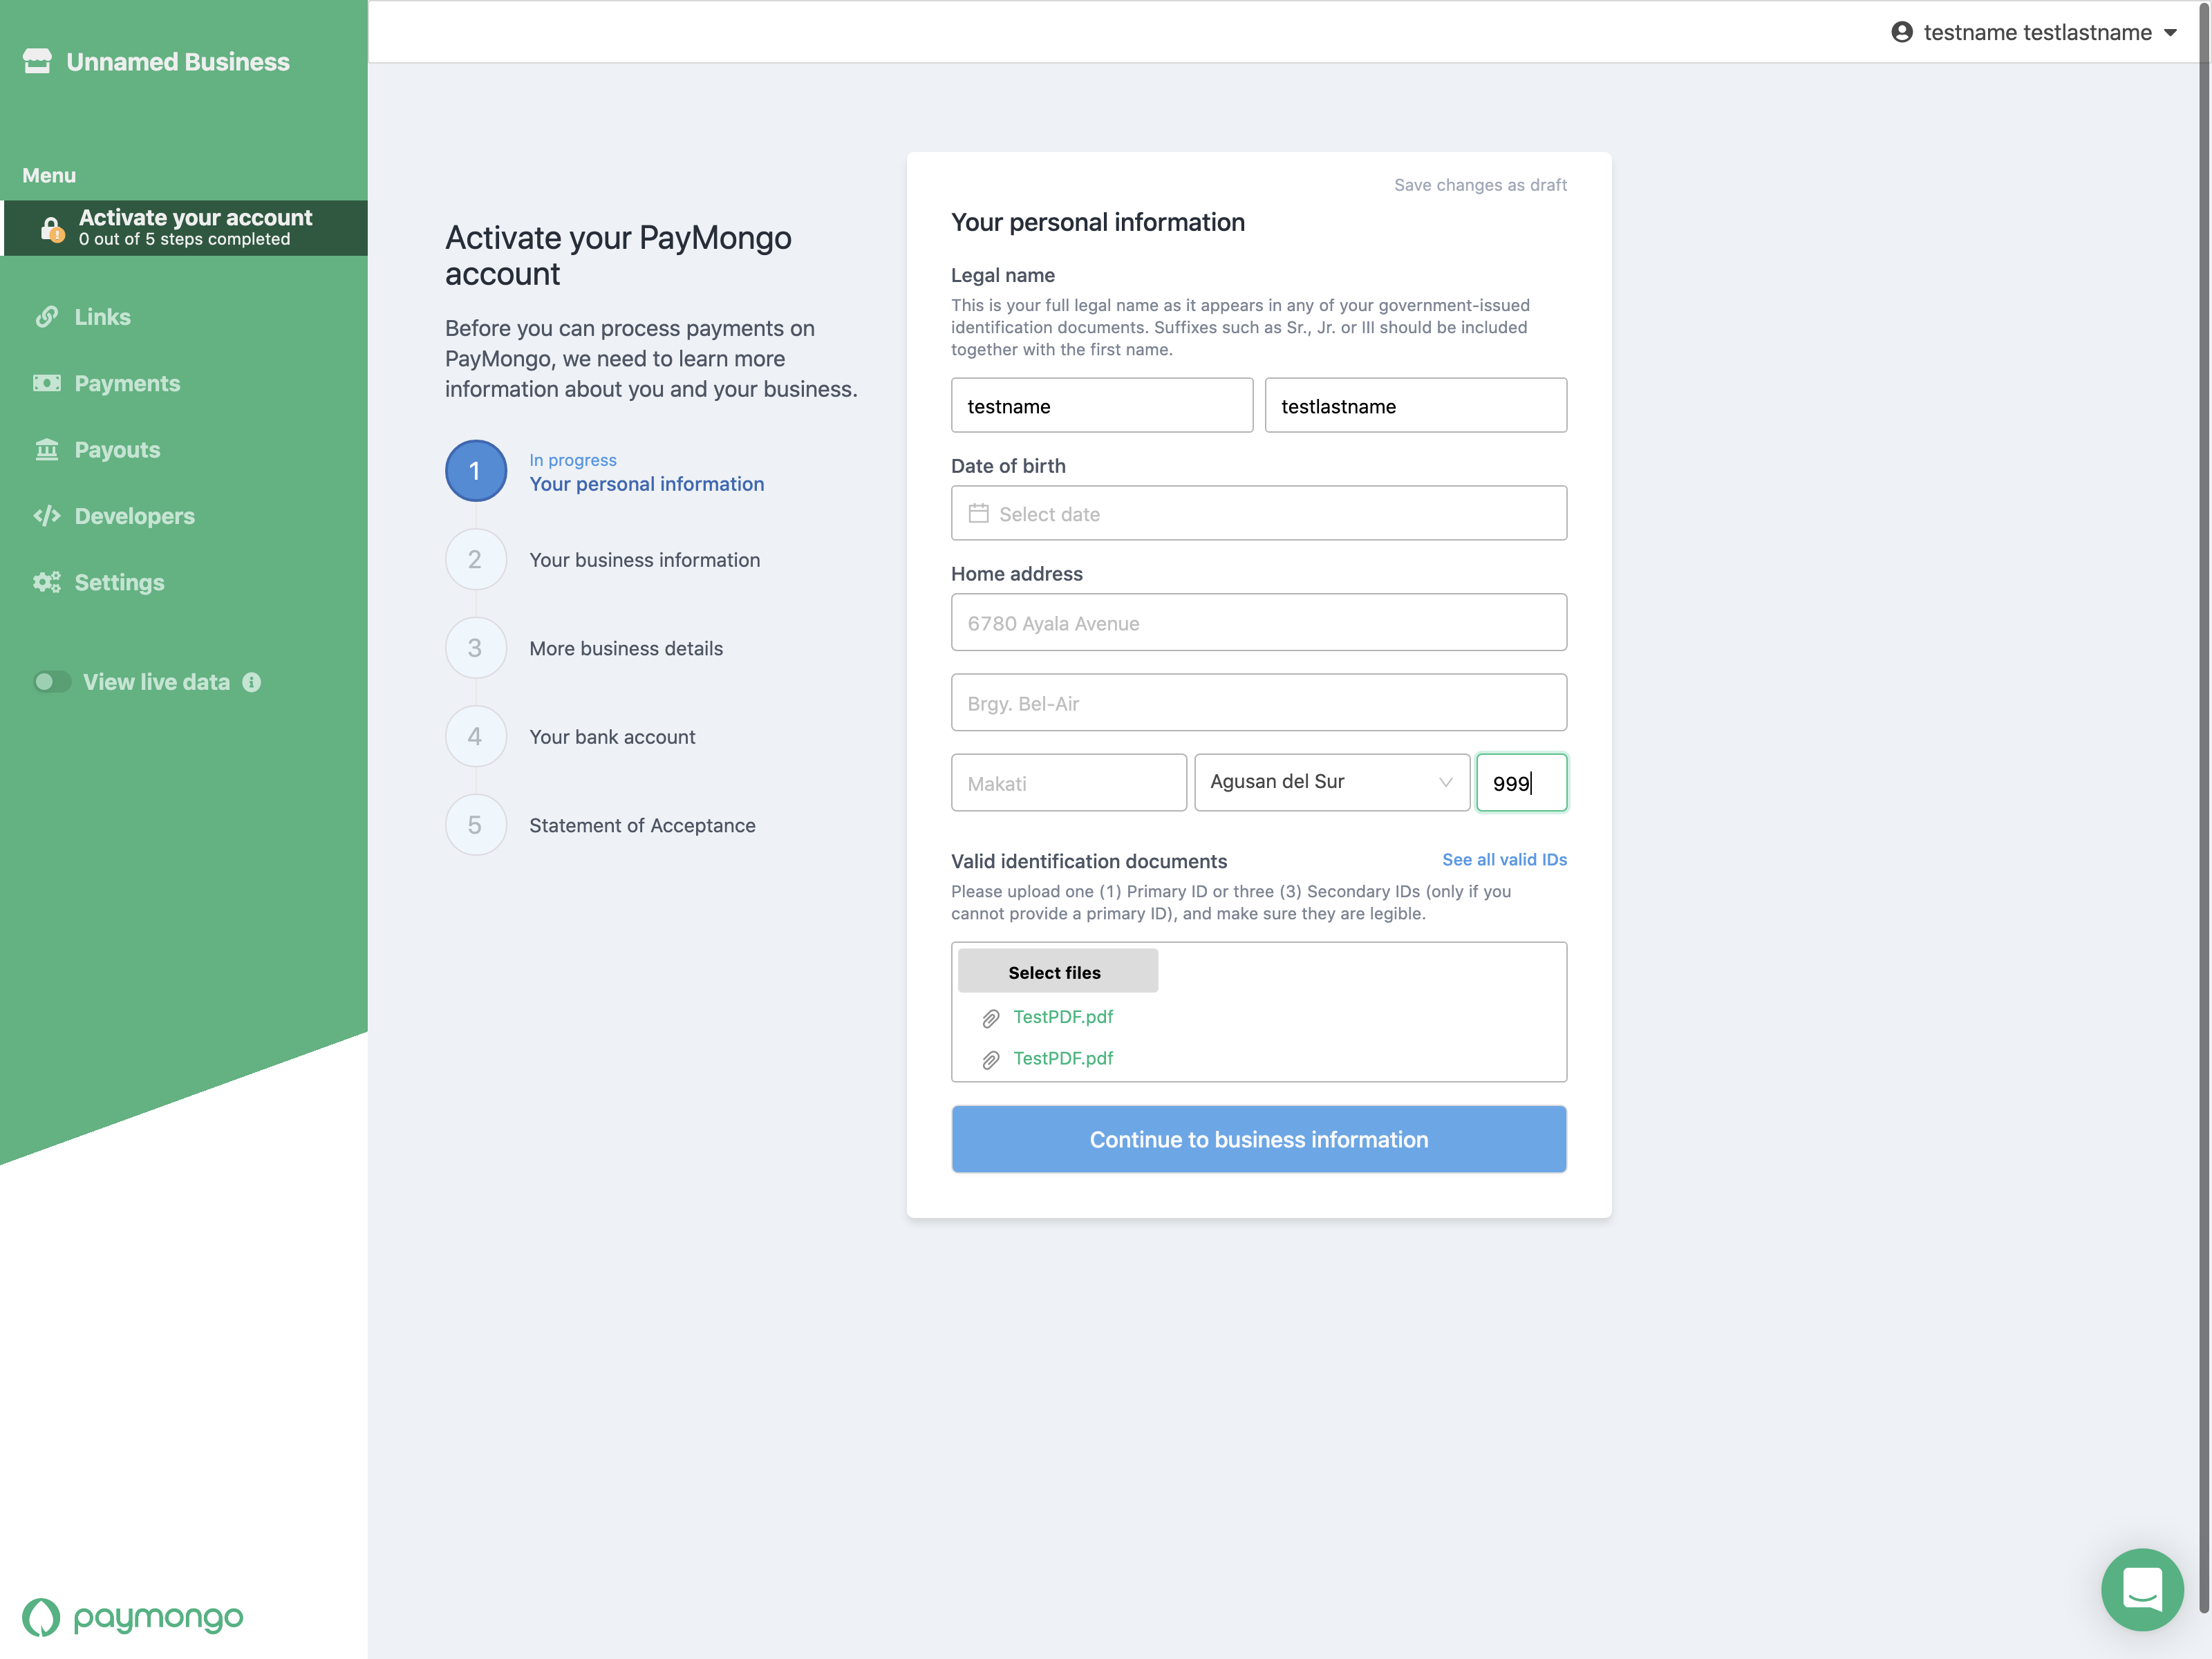 Unnamed Business
testname testlastname
Menu
Activate your account
0 out of 5 steps completed
Links
Payments
Payouts
Developers
Settings
View live data
paymongo
Activate your PayMongo
account
Before you can process payments on
PayMongo, we need to learn more
information about you and your business.
1
In progress
Your personal information
2
Your business information
3
More business details
4
Your bank account
5
Statement of Acceptance
Save changes as draft
Your personal information
Legal name
This is your full legal name as it appears in any of your government-issued
identification documents. Suffixes such as Sr., Jr. or III should be included
together with the first name.
testname
testlastname
Date of birth
Select date
Home address
6780 Ayala Avenue
Brgy. Bel-Air
Makati
Agusan del Sur
999
Valid identification documents
See all valid IDs
Please upload one (1) Primary ID or three (3) Secondary IDs (only if you
cannot provide a primary ID), and make sure they are legible.
Select files
TestPDF.pdf
TestPDF.pdf
Continue to business information